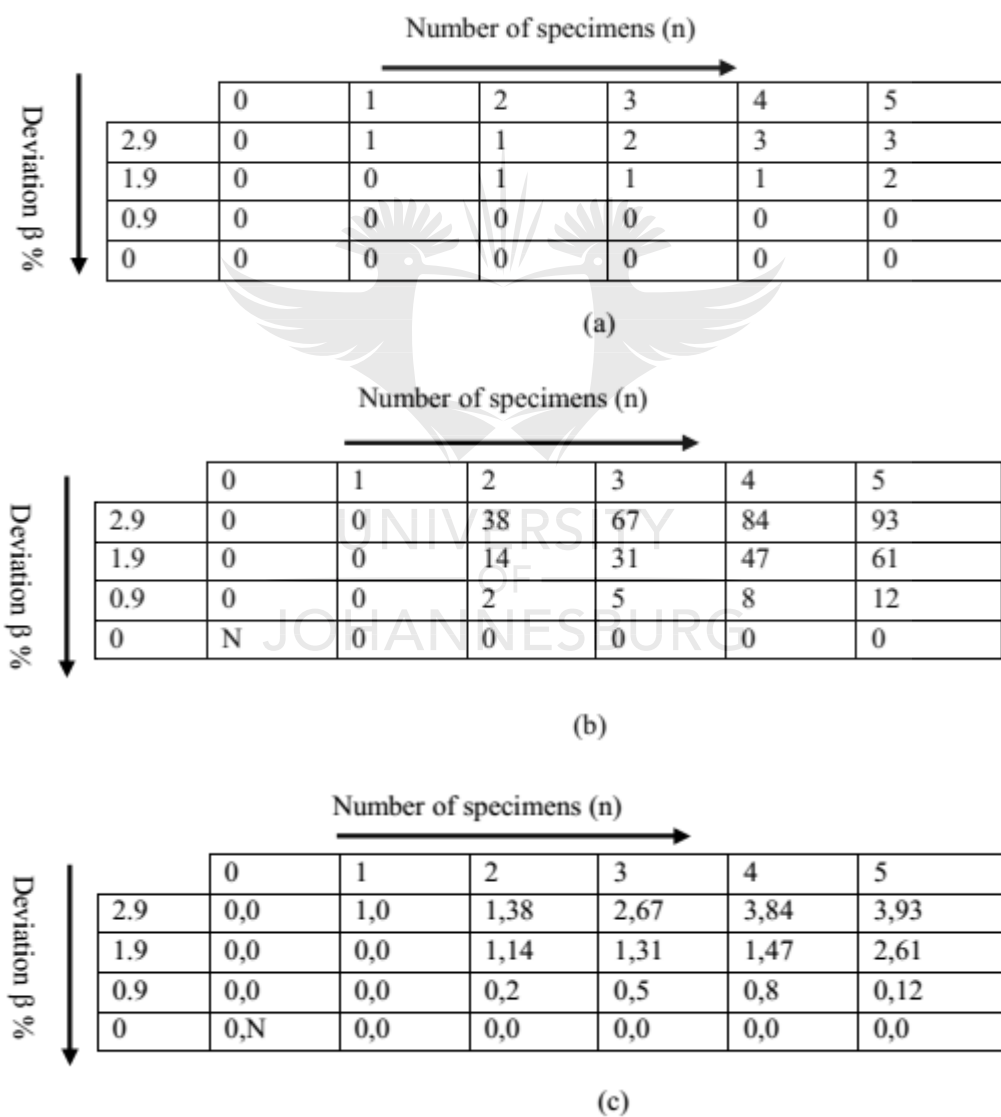 Number of specimens (n)
Deviation β %
0 1 2 3 4 5
2.9 0 1 1 2 3 3
1.9 0 0 1 1 1 2
0.9 0 0 0 0 0 0
0 0 0 0 0 0 0
(a)
Number of specimens (n)
Deviation β %
0 1 2 3 4 5
2.9 0 0 38 67 84 93
1.9 0 0 14 31 47 61
0.9 0 0 2 5 8 12
0 N 0 0 0 0 0
UNIVERSITY
OF
JOHANNESBURG
(b)
Number of specimens (n)
Deviation β %
0 1 2 3 4 5
2.9 0,0 1,0 1,38 2,67 3,84 3,93
1.9 0,0 0,0 1,14 1,31 1,47 2,61
0.9 0,0 0,0 0,2 0,5 0,8 0,12
0 0,N 0,0 0,0 0,0 0,0 0,0
(c)